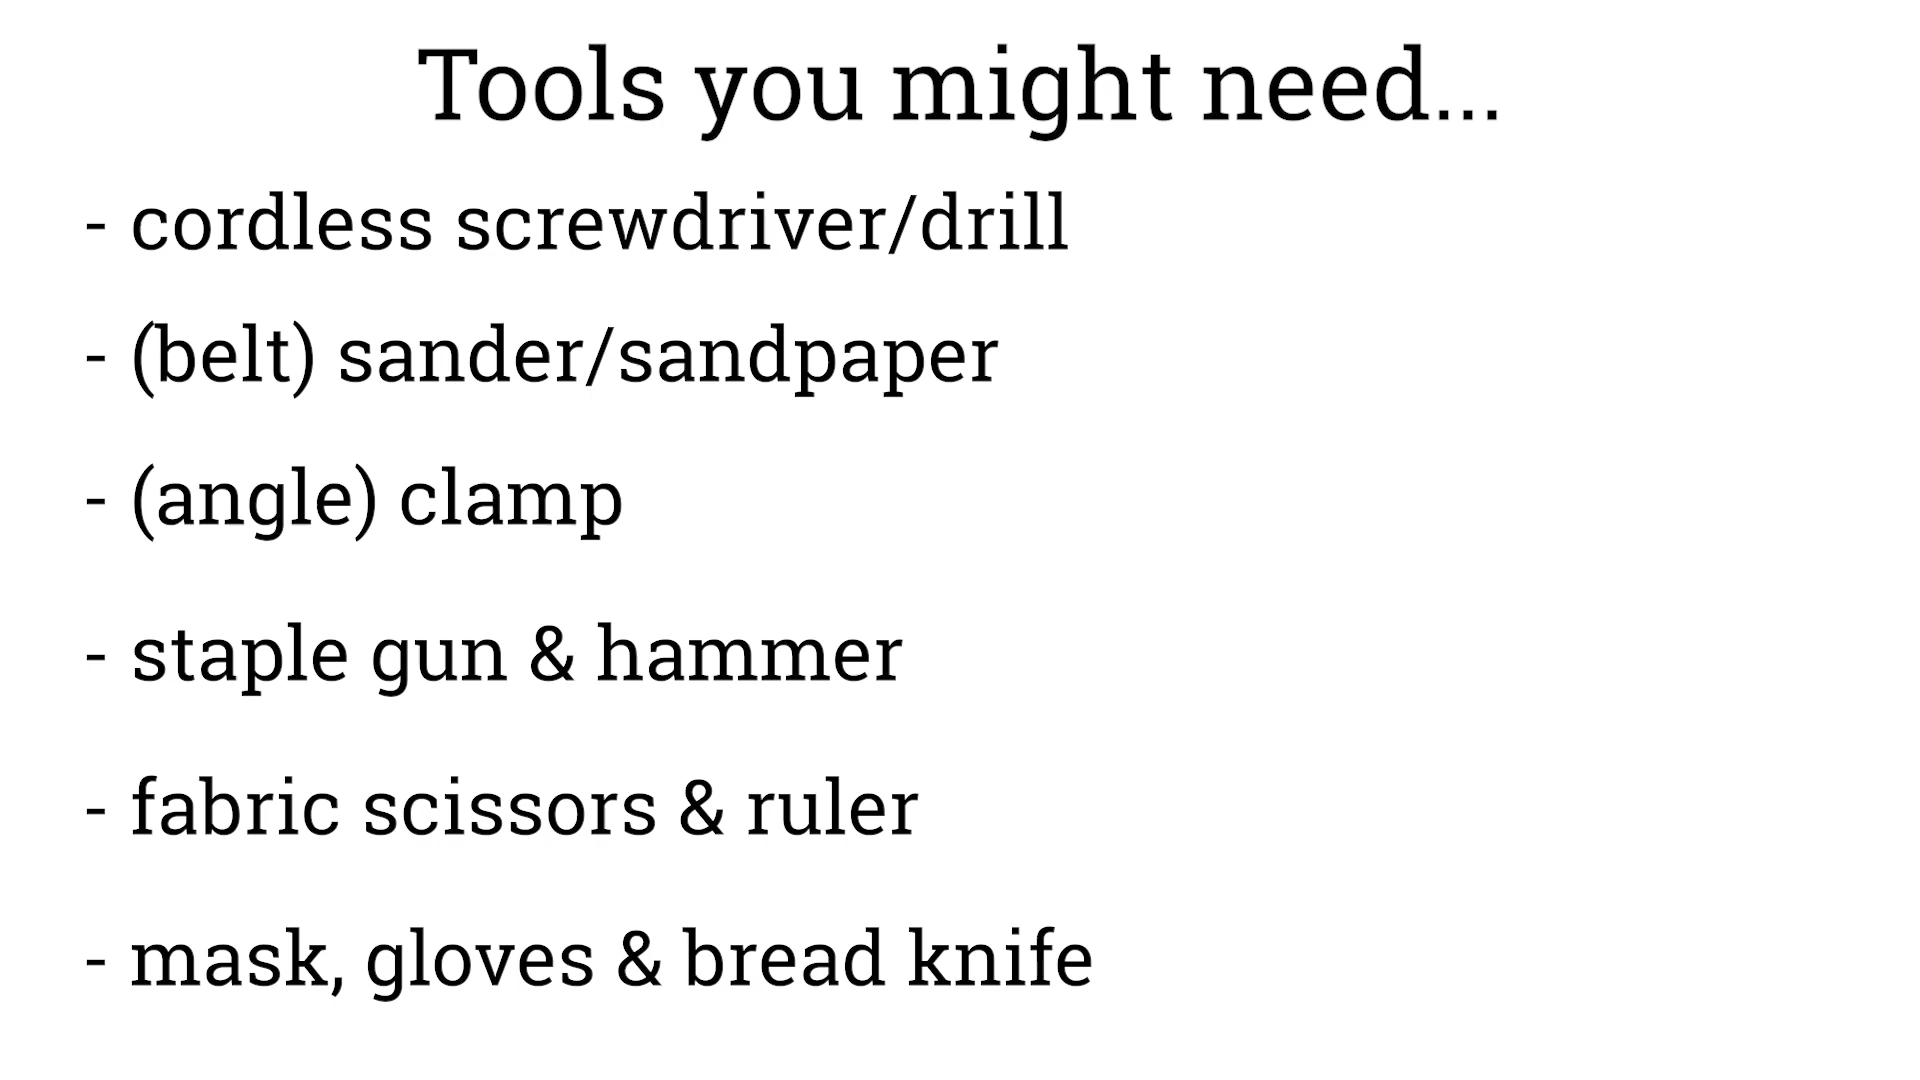 Tools you might need...
- cordless screwdriver/drill
- (belt) sander/sandpaper
- (angle) clamp
- staple gun & hammer
- fabric scissors & ruler
- mask, gloves & bread knife